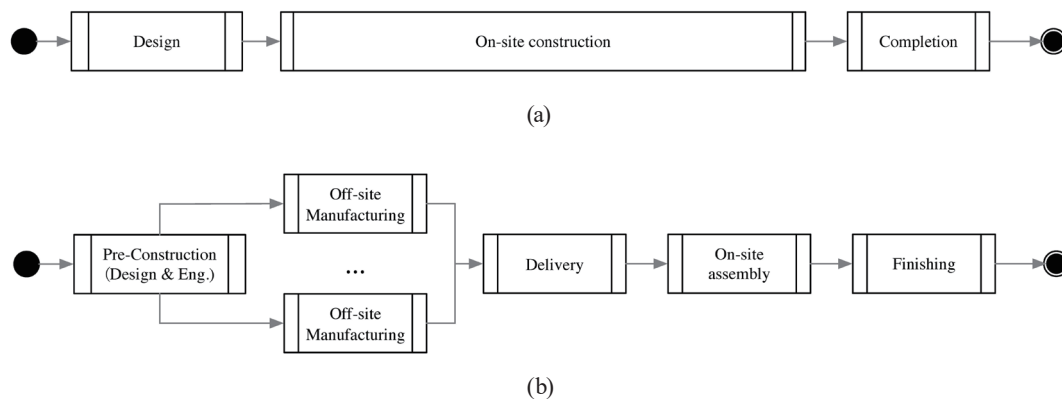 Design
On-site construction
Completion
(a)
Off-site
Manufacturing
Pre-Construction
(Design & Eng.)
...
Delivery
On-site
assembly
Finishing
Off-site
Manufacturing
(b)